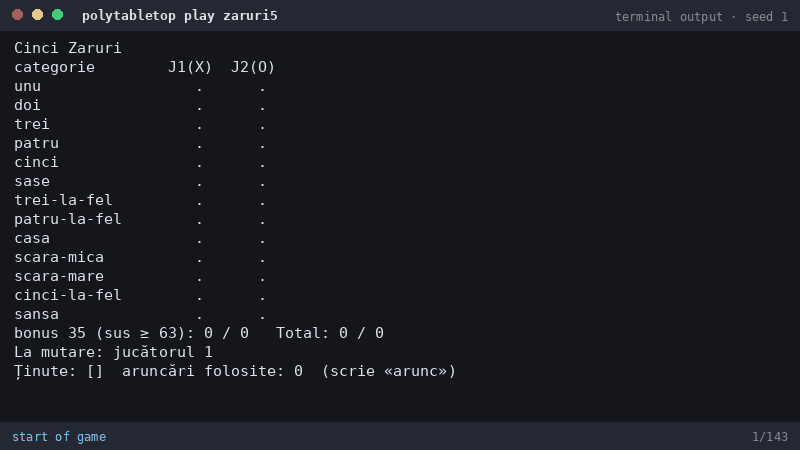 polytabletop play zaruri5
terminal output · seed 1
Cinci Zaruri
categorie        J1(X)  J2(O)
unu                 .      .
doi                 .      .
trei                .      .
patru               .      .
cinci               .      .
sase                .      .
trei-la-fel         .      .
patru-la-fel        .      .
casa                .      .
scara-mica          .      .
scara-mare          .      .
cinci-la-fel        .      .
sansa               .      .
bonus 35 (sus ≥ 63): 0 / 0   Total: 0 / 0
La mutare: jucătorul 1
Ținute: []  aruncări folosite: 0  (scrie «arunc»)
start of game
1/143